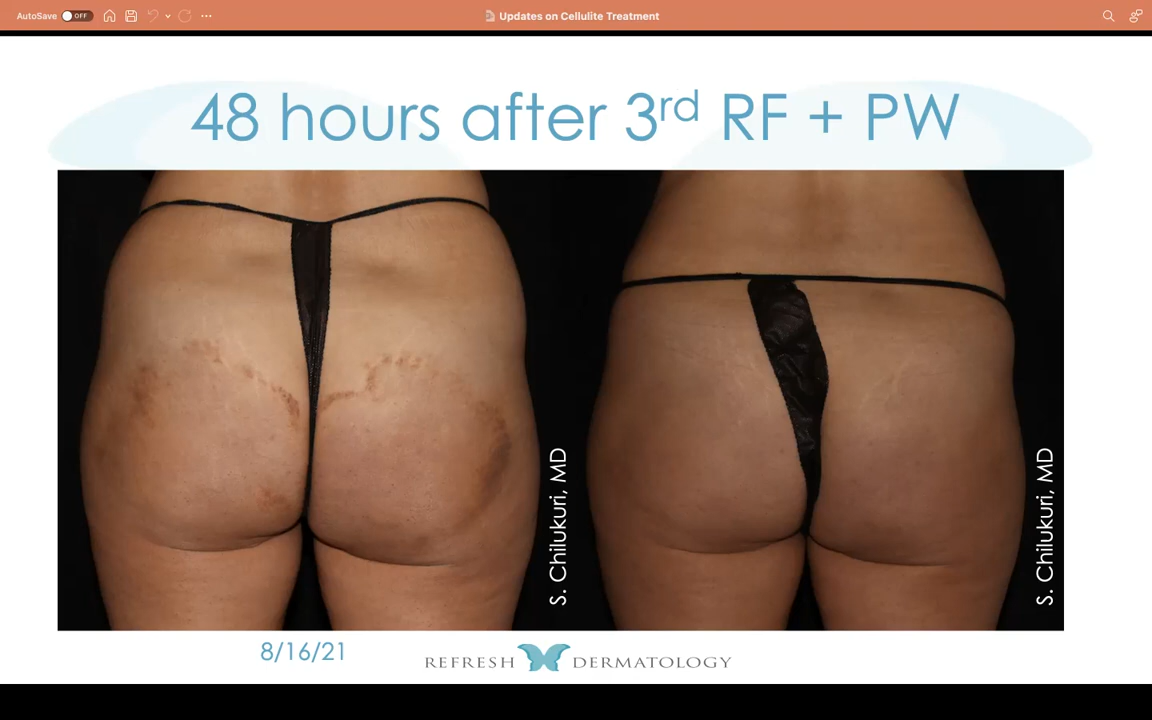 AutoSave OFF
Updates on Cellulite Treatment
48 hours after 3rd RF + PW
S. Chilukuri, MD
S. Chilukuri, MD
8/16/21
REFRESH DERMATOLOGY